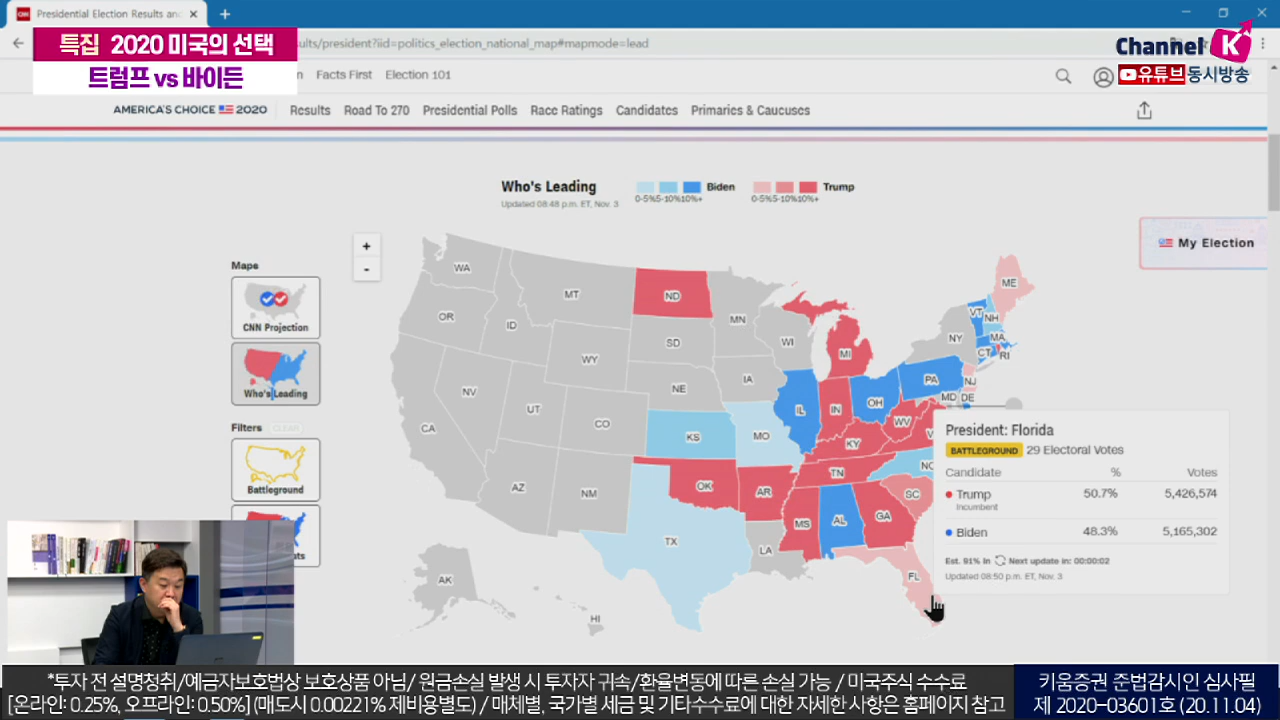 Presidential Election Results and
특집 2020 미국의 선택
트럼프 vs 바이든
ults/president?iid=politics_election_national_map#mapmode=lead
Channel K
유튜브 동시방송
Facts First Election 101
AMERICA'S CHOICE 2020 Results Road To 270 Presidential Polls Race Ratings Candidates Primaries & Caucuses
Who's Leading
Updated 08:48 p.m. ET, Nov. 3
Biden
0-5%5-10%10%+
Trump
0-5%5-10%10%+
My Election
+
-
Maps
CNN Projection
Who's Leading
Filters CLEAR
Battleground
WA
OR
CA
NV
ID
MT
WY
UT
AZ
CO
NM
ND
SD
NE
KS
OK
TX
MN
IA
MO
AR
LA
WI
IL
MS
MI
IN
KY
TN
AL
OH
WV
GA
SC
NC
FL
PA
NY
VT
NH
ME
MA
CT
RI
NJ
MD
DE
AK
HI
President: Florida
BATTLEGROUND 29 Electoral Votes
Candidate % Votes
Trump 50.7% 5,426,574
Incumbent
Biden 48.3% 5,165,302
Est. 91% In Next update in: 00:00:02
Updated 08:50 p.m. ET, Nov. 3
*투자 전 설명청취/예금자보호법상 보호상품 아님/ 원금손실 발생 시 투자자 귀속/환율변동에 따른 손실 가능 / 미국주식 수수료
[온라인: 0.25%, 오프라인: 0.50%] (매도시 0.00221% 제비용별도) / 매체별, 국가별 세금 및 기타수수료에 대한 자세한 사항은 홈페이지 참고
키움증권 준법감시인 심사필
제 2020-03601호 (20.11.04)